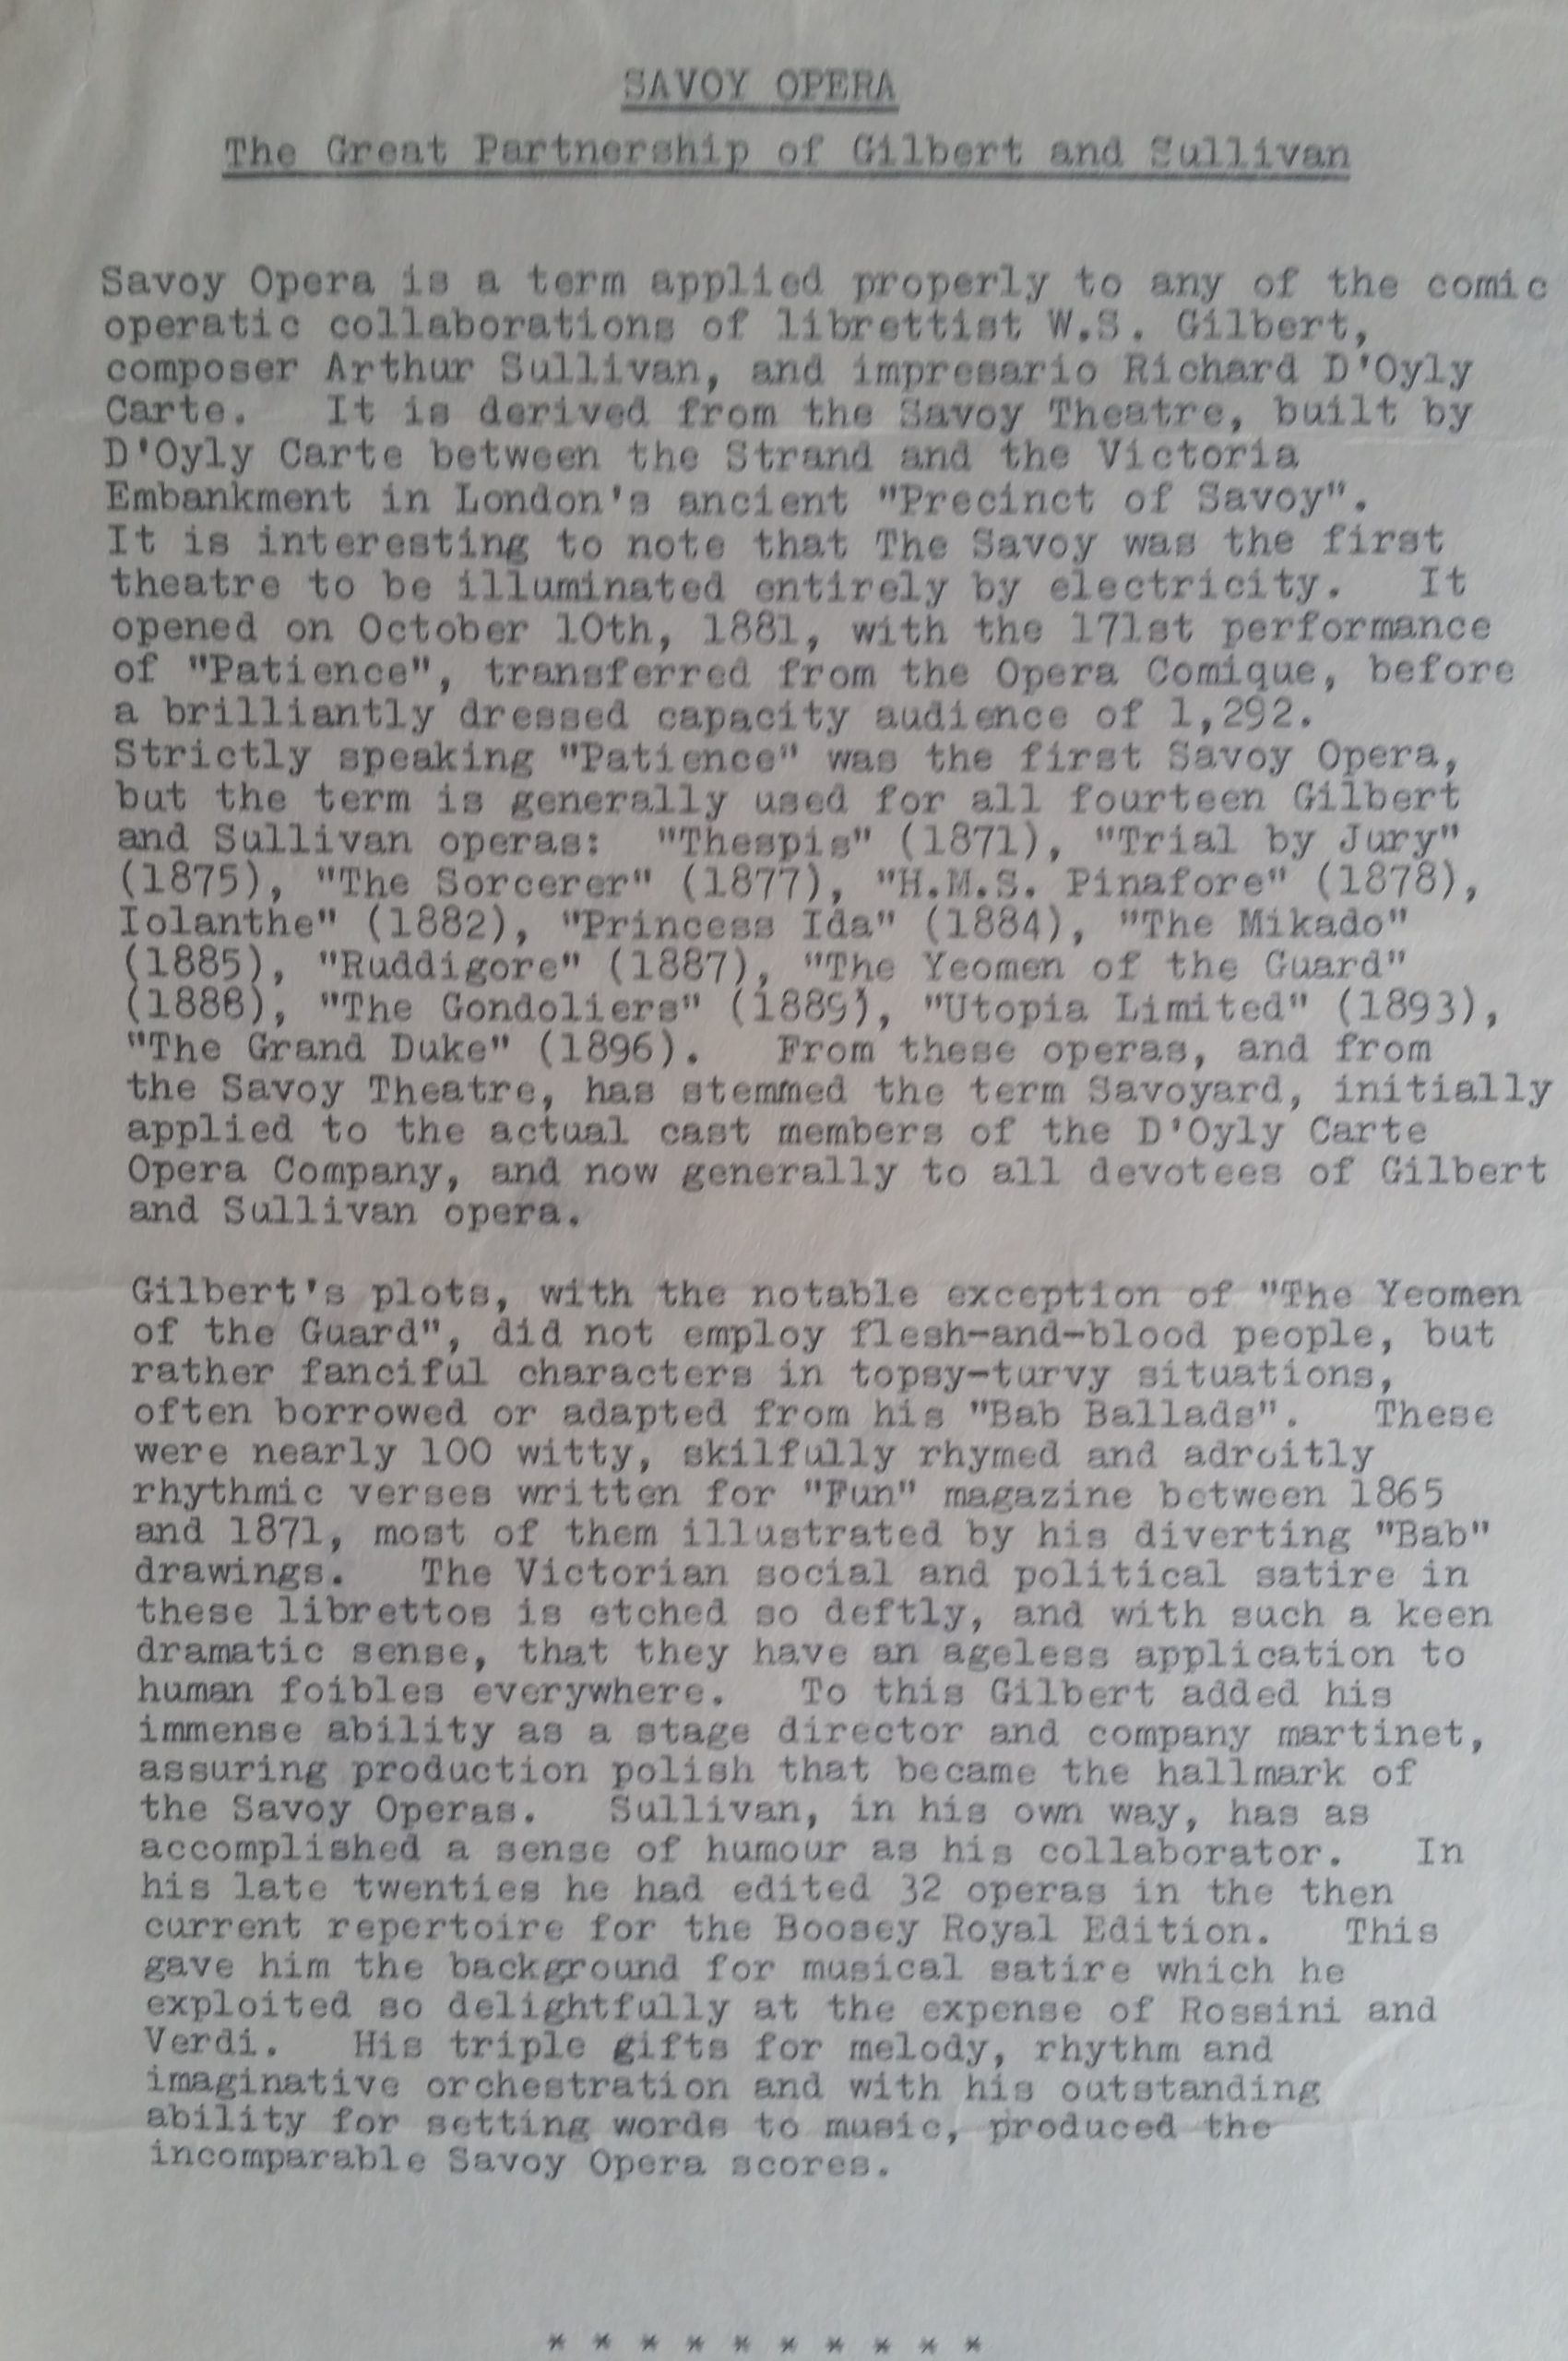 SAVOY OPERA
The Great Partnership of Gilbert and Sullivan
Savoy Opera is a term applied properly to any of the comic
operatic collaborations of librettist W.S. Gilbert,
composer Arthur Sullivan, and impresario Richard D'Oyly
Carte. It is derived from the Savoy Theatre, built by
D'Oyly Carte between the Strand and the Victoria
Embankment in London's ancient "Precinct of Savoy".
It is interesting to note that The Savoy was the first
theatre to be illuminated entirely by electricity. It
opened on October 10th, 1881, with the 171st performance
of "Patience", transferred from the Opera Comique, before
a brilliantly dressed capacity audience of 1,292.
Strictly speaking "Patience" was the first Savoy Opera,
but the term is generally used for all fourteen Gilbert
and Sullivan operas: "Thespis" (1871), "Trial by Jury"
(1875), "The Sorcerer" (1877), "H.M.S. Pinafore" (1878),
Iolanthe" (1882), "Princess Ida" (1884), "The Mikado"
(1885), "Ruddigore" (1887), "The Yeomen of the Guard"
(1888), "The Gondoliers" (1889), "Utopia Limited" (1893),
"The Grand Duke" (1896). From these operas, and from
the Savoy Theatre, has stemmed the term Savoyard, initially
applied to the actual cast members of the D'Oyly Carte
Opera Company, and now generally to all devotees of Gilbert
and Sullivan opera.
Gilbert's plots, with the notable exception of "The Yeomen
of the Guard", did not employ flesh-and-blood people, but
rather fanciful characters in topsy-turvy situations,
often borrowed or adapted from his "Bab Ballads". These
were nearly 100 witty, skilfully rhymed and adroitly
rhythmic verses written for "Fun" magazine between 1865
and 1871, most of them illustrated by his diverting "Bab"
drawings. The Victorian social and political satire in
these librettos is etched so deftly, and with such a keen
dramatic sense, that they have an ageless application to
human foibles everywhere. To this Gilbert added his
immense ability as a stage director and company martinet,
assuring production polish that became the hallmark of
the Savoy Operas. Sullivan, in his own way, has as
accomplished a sense of humour as his collaborator. In
his late twenties he had edited 32 operas in the then
current repertoire for the Boosey Royal Edition. This
gave him the background for musical satire which he
exploited so delightfully at the expense of Rossini and
Verdi. His triple gifts for melody, rhythm and
imaginative orchestration and with his outstanding
ability for setting words to music, produced the
incomparable Savoy Opera scores.
* * * * * * * * * *